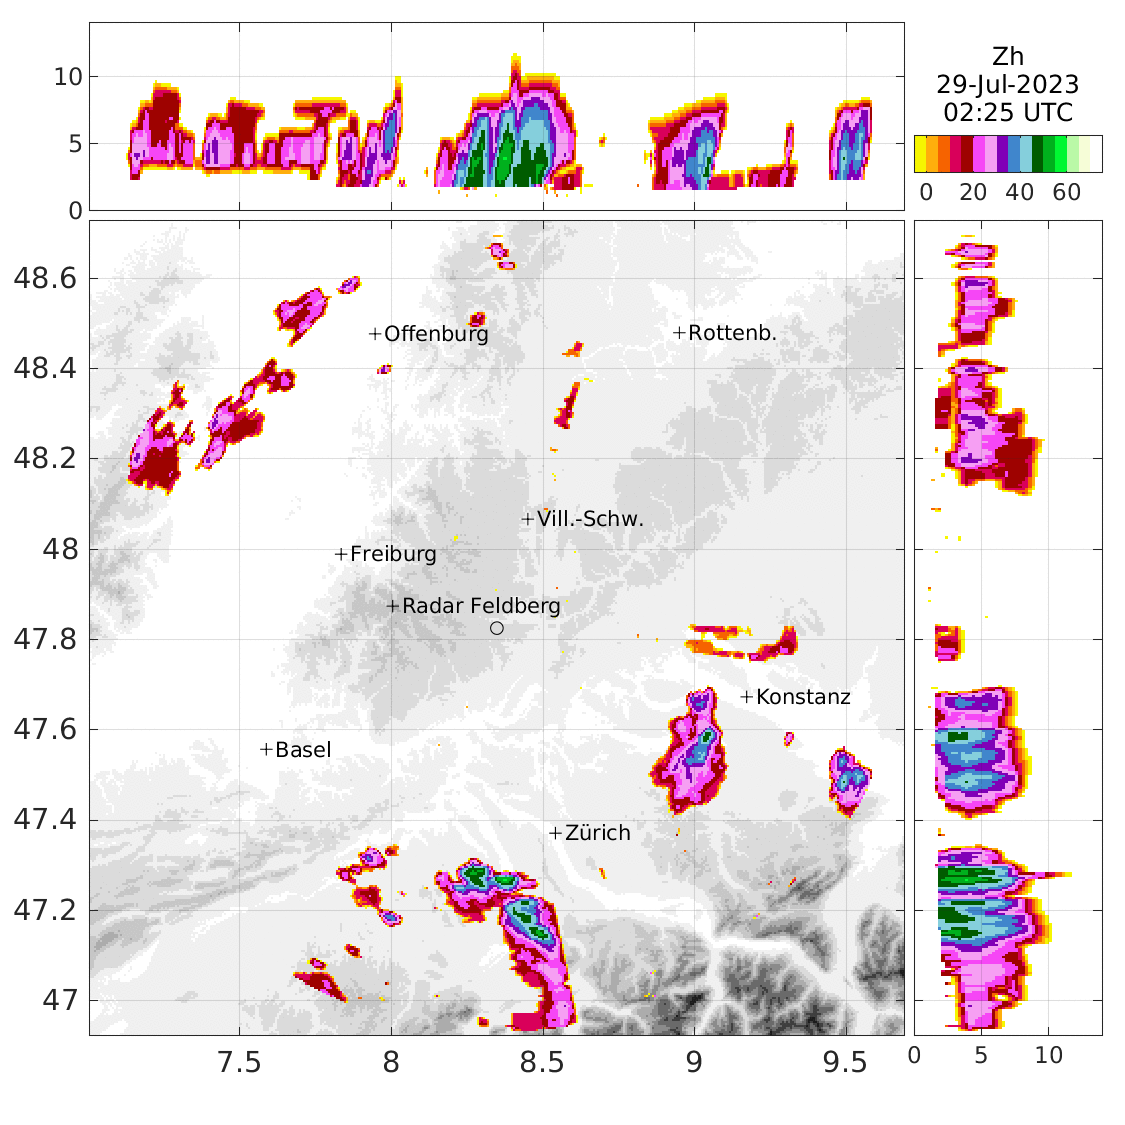 Zh
29-Jul-2023
02:25 UTC
10
5
0
0 20 40 60
48.6
48.4
48.2
48
47.8
47.6
47.4
47.2
47
+Offenburg
+Rottenb.
+Vill.-Schw.
+Freiburg
+Radar Feldberg
+Konstanz
+Basel
+Zürich
7.5 8 8.5 9 9.5
0 5 10